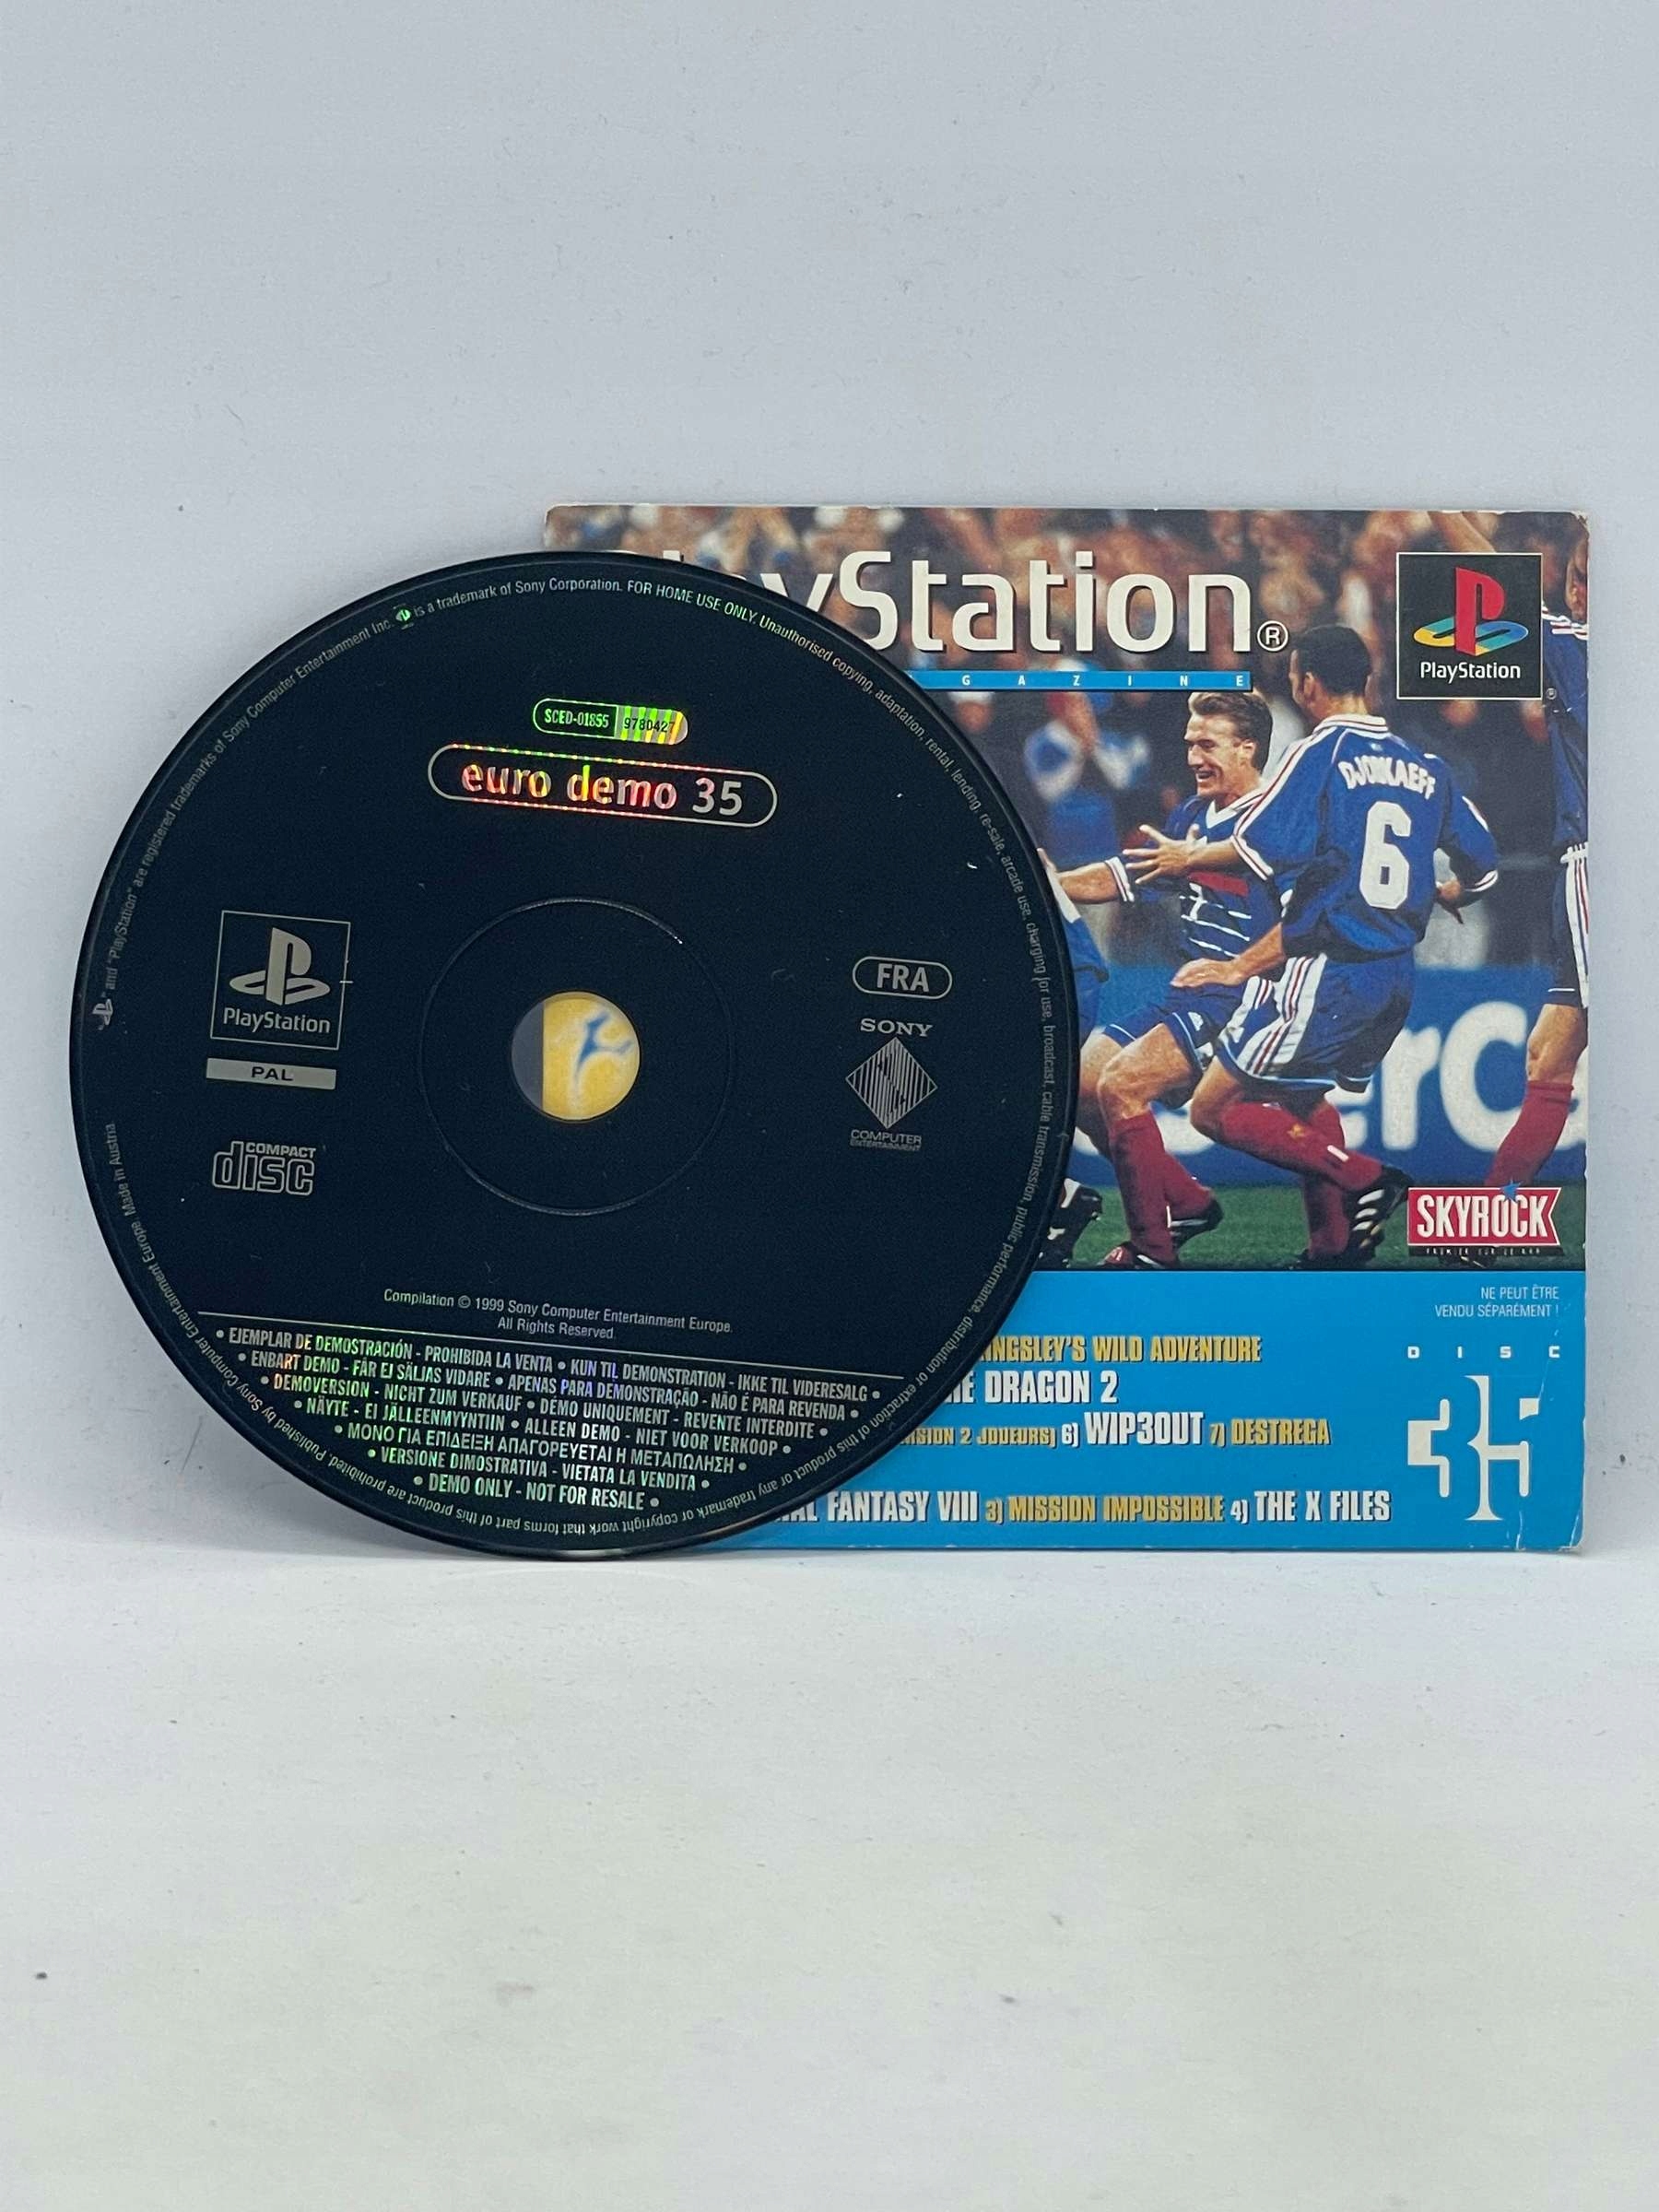 yStation®
GAZINE
PlayStation
DJORKAEFF
6
erC
SKYROCK
NE PEUT ÊTRE
VENDU SÉPARÉMENT !
INGSLEY'S WILD ADVENTURE
HE DRAGON 2
SION 2 JOUEURS) 6) WIP3OUT 7) DESTREGA
AL FANTASY VIII 3) MISSION IMPOSSIBLE 4) THE X FILES
DISC
35
SCED-01855 9780427
euro demo 35
PlayStation
PAL
COMPACT
disc
FRA
SONY
COMPUTER
ENTERTAINMENT
Compilation © 1999 Sony Computer Entertainment Europe.
All Rights Reserved.
• EJEMPLAR DE DEMOSTRACIÓN - PROHIBIDA LA VENTA • KUN TIL DEMONSTRATION - IKKE TIL VIDERESALG •
• ENBART DEMO - FÅR EJ SÄLJAS VIDARE • APENAS PARA DEMONSTRAÇÃO - NÃO É PARA REVENDA •
• DEMOVERSION - NICHT ZUM VERKAUF • DÉMO UNIQUEMENT - REVENTE INTERDITE •
• NÄYTE - EI JÄLLEENMYYNTIIN • ALLEEN DEMO - NIET VOOR VERKOOP •
• ΜΟΝΟ ΓΙΑ ΕΠΙΔΕΙΞΗ ΑΠΑΓΟΡΕΥΕΤΑΙ Η ΜΕΤΑΠΩΛΗΣΗ •
• VERSIONE DIMOSTRATIVA - VIETATA LA VENDITA •
• DEMO ONLY - NOT FOR RESALE •
" and "PlayStation" are registered trademarks of Sony Computer Entertainment Inc. is a trademark of Sony Corporation. FOR HOME USE ONLY. Unauthorised copying, adaptation, rental, lending, re-sale, arcade use, charging for use, broadcast, cable transmission, public performance, distribution or extraction of this product or any trademark or copyright work that forms part of this product are prohibited. Published by Sony Computer Entertainment Europe. Made in Austria